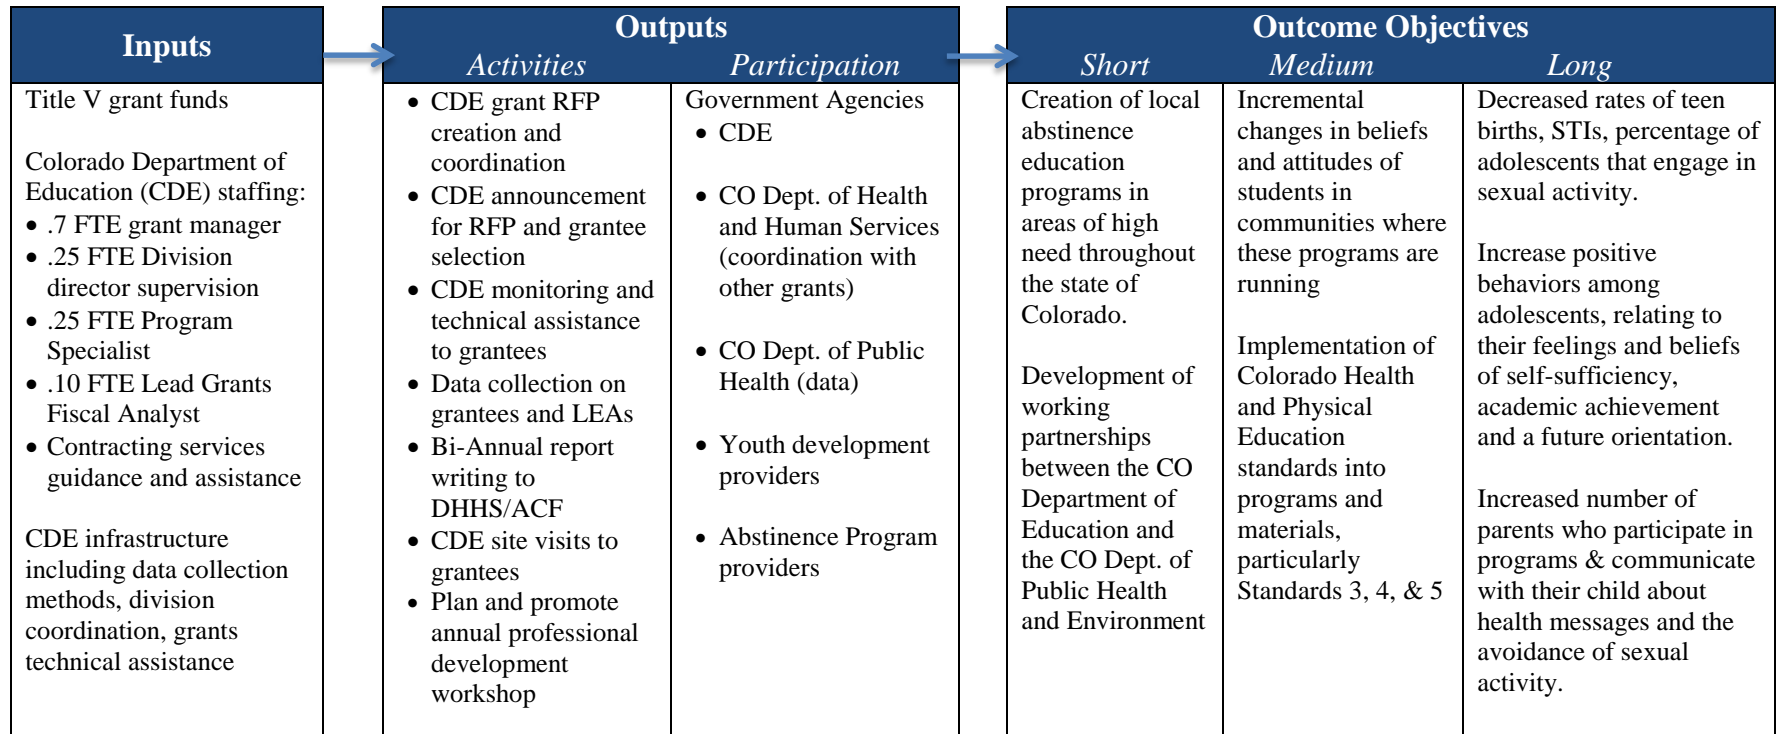 Inputs
Title V grant funds
Colorado Department of
Education (CDE) staffing:
• .7 FTE grant manager
• .25 FTE Division
director supervision
• .25 FTE Program
Specialist
• .10 FTE Lead Grants
Fiscal Analyst
• Contracting services
guidance and assistance
CDE infrastructure
including data collection
methods, division
coordination, grants
technical assistance
Outputs
Activities
• CDE grant RFP
creation and
coordination
• CDE announcement
for RFP and grantee
selection
• CDE monitoring and
technical assistance
to grantees
• Data collection on
grantees and LEAs
• Bi-Annual report
writing to
DHHS/ACF
• CDE site visits to
grantees
• Plan and promote
annual professional
development
workshop
Participation
Government Agencies
• CDE
• CO Dept. of Health
and Human Services
(coordination with
other grants)
• CO Dept. of Public
Health (data)
• Youth development
providers
• Abstinence Program
providers
Outcome Objectives
Short
Creation of local
abstinence
education
programs in
areas of high
need throughout
the state of
Colorado.
Development of
working
partnerships
between the CO
Department of
Education and
the CO Dept. of
Public Health
and Environment
Medium
Incremental
changes in beliefs
and attitudes of
students in
communities where
these programs are
running
Implementation of
Colorado Health
and Physical
Education
standards into
programs and
materials,
particularly
Standards 3, 4, & 5
Long
Decreased rates of teen
births, STIs, percentage of
adolescents that engage in
sexual activity.
Increase positive
behaviors among
adolescents, relating to
their feelings and beliefs
of self-sufficiency,
academic achievement
and a future orientation.
Increased number of
parents who participate in
programs & communicate
with their child about
health messages and the
avoidance of sexual
activity.